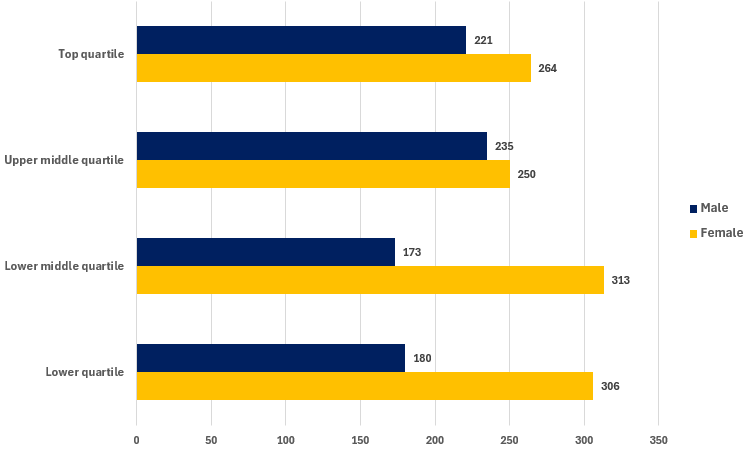 Top quartile
221
264
Upper middle quartile
235
250
Lower middle quartile
173
313
Lower quartile
180
306
0 50 100 150 200 250 300 350
Male
Female